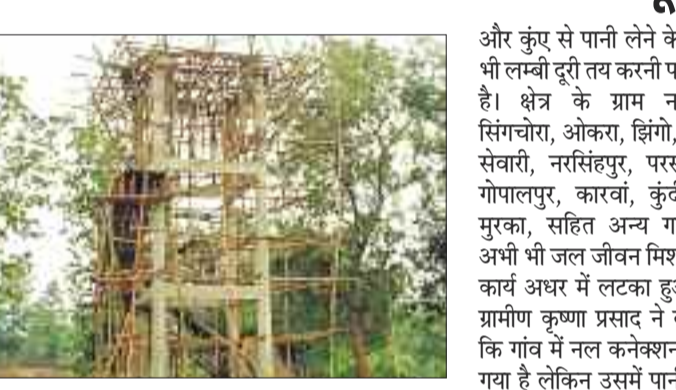 और कुंए से पानी लेने के
भी लम्बी दूरी तय करनी
है। क्षेत्र के ग्राम
सिंगचोरा, ओकरा, झिंगो,
सेवारी, नरसिंहपुर,
गोपालपुर, कारवां,
मुरका, सहित अन्य
अभी भी जल जीवन
कार्य अधर में लटका
ग्रामीण कृष्णा प्रसाद ने
कि गांव में नल कनेक्शन
गया है लेकिन उसमें